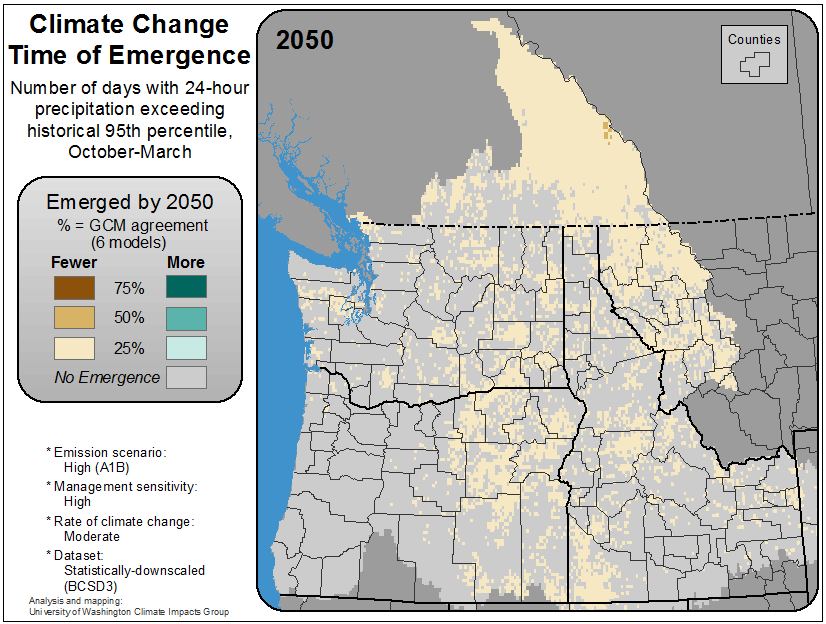 Climate Change
Time of Emergence
Number of days with 24-hour
precipitation exceeding
historical 95th percentile,
October-March
Emerged by 2050
% = GCM agreement
(6 models)
Fewer More
75%
50%
25%
No Emergence
* Emission scenario:
High (A1B)
* Management sensitivity:
High
* Rate of climate change:
Moderate
* Dataset:
Statistically-downscaled
(BCSD3)
Analysis and mapping:
University of Washington Climate Impacts Group
2050
Counties